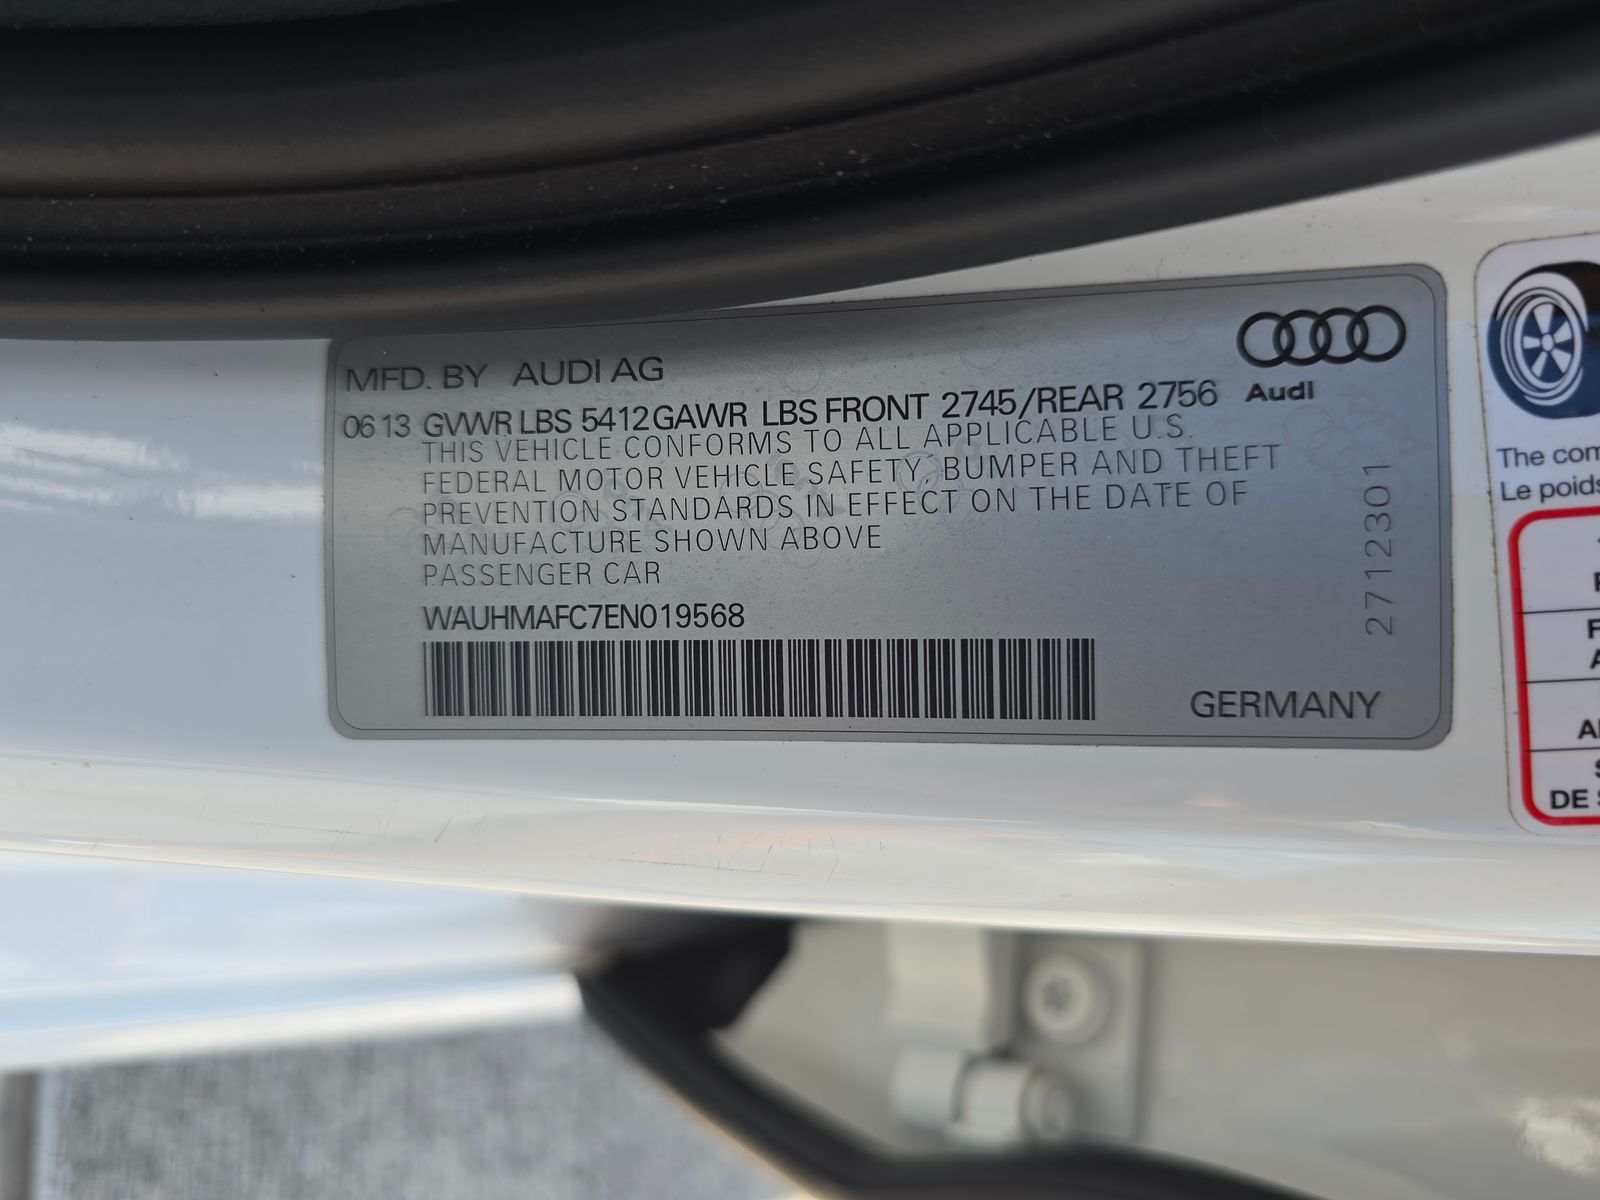 MFD. BY AUDI AG
Audi
06 13 GVWR LBS 5412 GAWR LBS FRONT 2745/REAR 2756
THIS VEHICLE CONFORMS TO ALL APPLICABLE U.S.
FEDERAL MOTOR VEHICLE SAFETY, BUMPER AND THEFT
PREVENTION STANDARDS IN EFFECT ON THE DATE OF
MANUFACTURE SHOWN ABOVE
PASSENGER CAR
WAUHMAFC7EN019568
GERMANY
2712301
The com
Le poids
DE